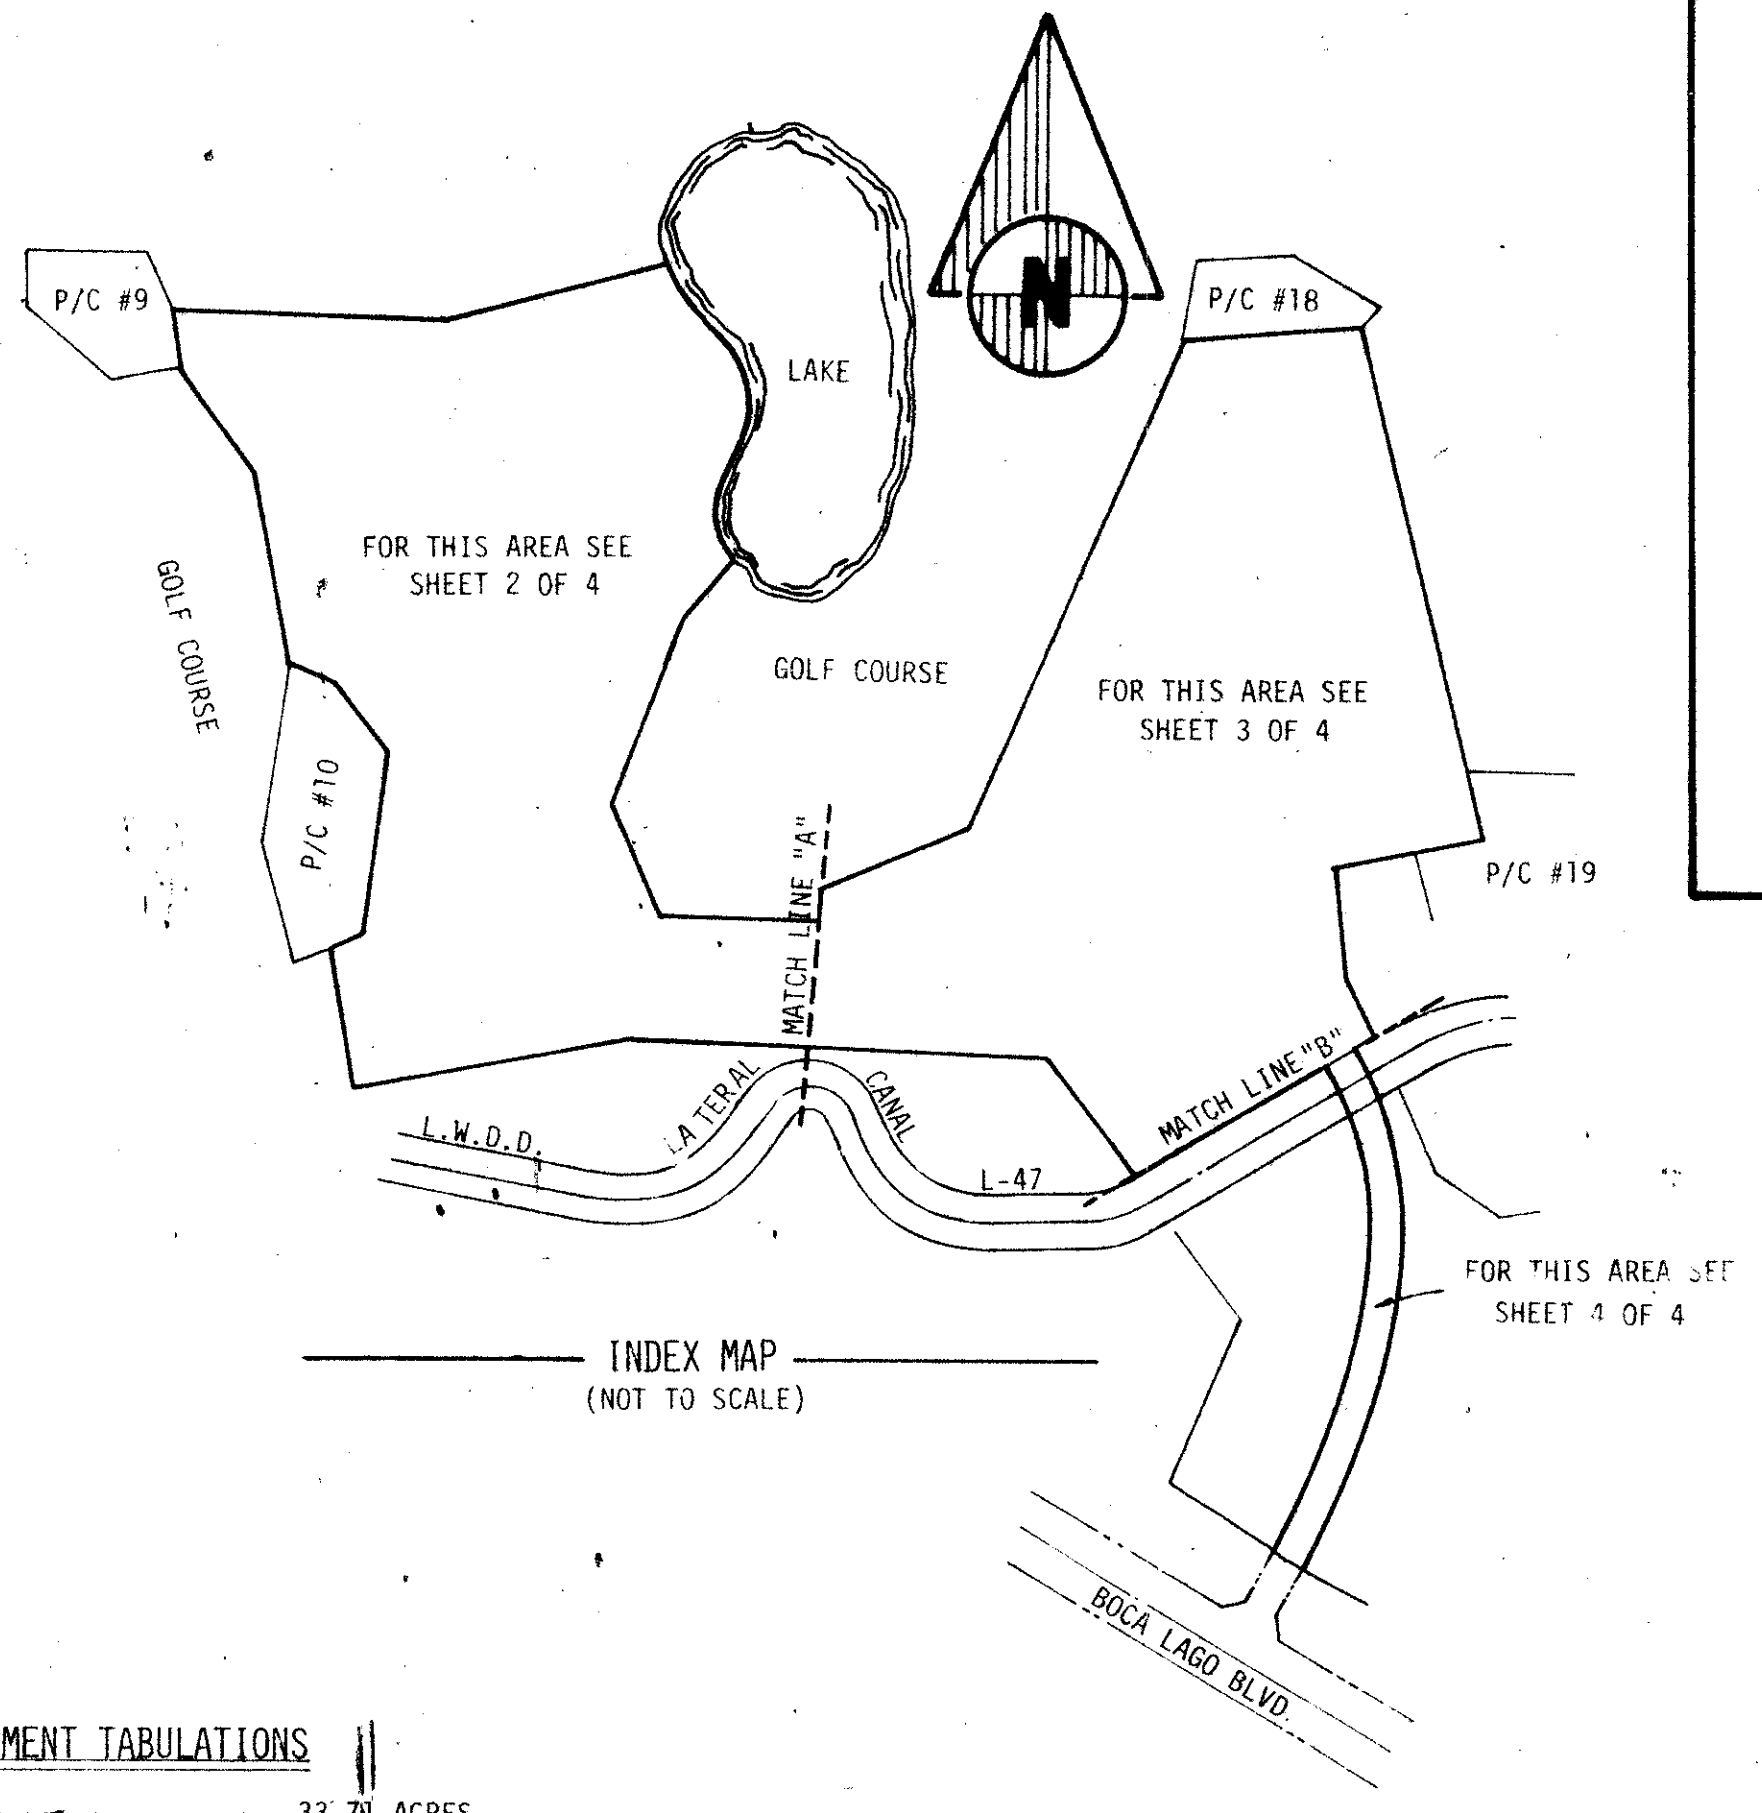 N
P/C #9
P/C #18
LAKE
FOR THIS AREA SEE
SHEET 2 OF 4
GOLF COURSE
GOLF COURSE
FOR THIS AREA SEE
SHEET 3 OF 4
P/C #10
MATCH LINE "A"
P/C #19
MATCH LINE "B"
L.W.D.D.
LATERAL
CANAL
L-47
FOR THIS AREA SEE
SHEET 4 OF 4
INDEX MAP
(NOT TO SCALE)
BOCA LAGO BLVD.
MENT TABULATIONS
ACRES